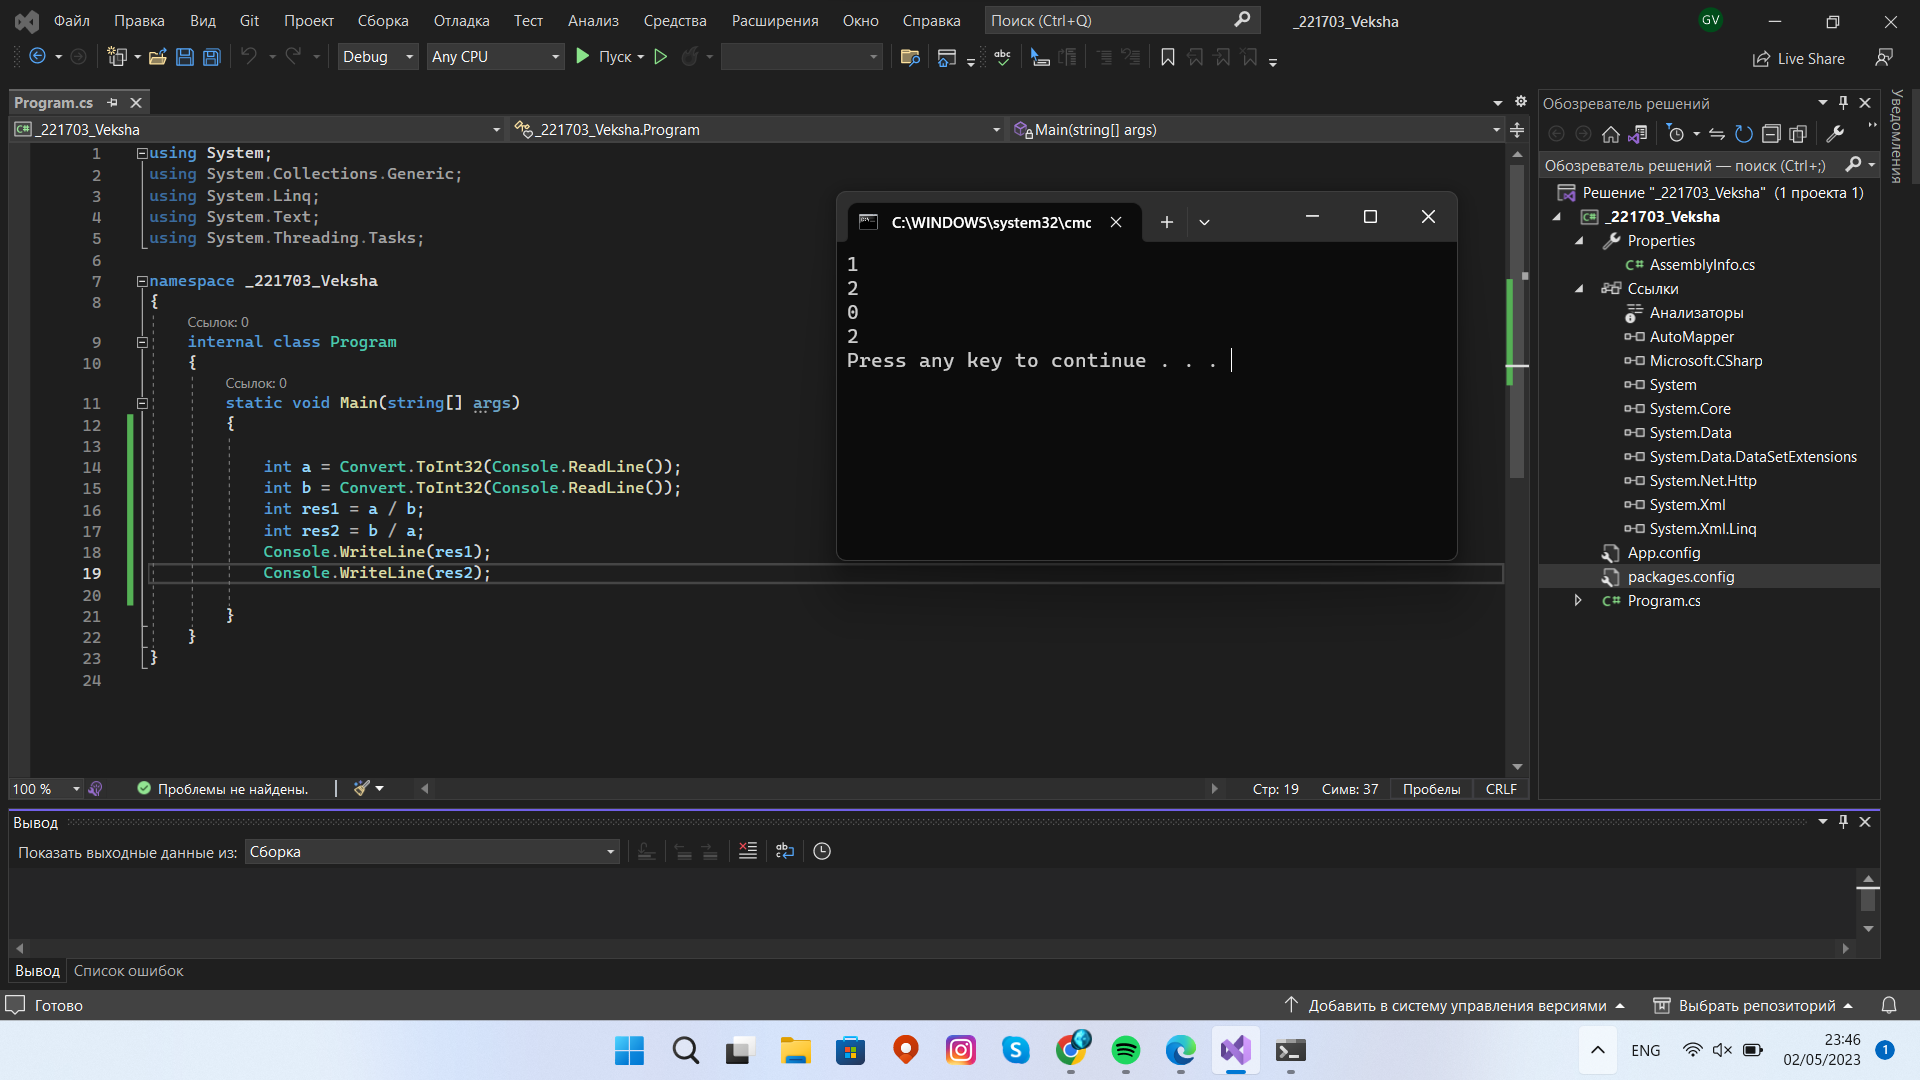 Файл Правка Вид Git Проект Сборка Отладка Тест Анализ Средства Расширения Окно Справка Поиск (Ctrl+Q) _221703_Veksha GV
Debug Any CPU Пуск Live Share
Program.cs
_221703_Veksha _221703_Veksha.Program Main(string[] args)
1 using System;
2 using System.Collections.Generic;
3 using System.Linq;
4 using System.Text;
5 using System.Threading.Tasks;
6
7 namespace _221703_Veksha
8 {
Ссылок: 0
9 internal class Program
10 {
Ссылок: 0
11 static void Main(string[] args)
12 {
13
14 int a = Convert.ToInt32(Console.ReadLine());
15 int b = Convert.ToInt32(Console.ReadLine());
16 int res1 = a / b;
17 int res2 = b / a;
18 Console.WriteLine(res1);
19 Console.WriteLine(res2);
20
21 }
22 }
23 }
24
C:\WINDOWS\system32\cmc
1
2
0
2
Press any key to continue . . .
Обозреватель решений
Обозреватель решений — поиск (Ctrl+;)
Решение "_221703_Veksha" (1 проекта 1)
_221703_Veksha
Properties
AssemblyInfo.cs
Ссылки
Анализаторы
AutoMapper
Microsoft.CSharp
System
System.Core
System.Data
System.Data.DataSetExtensions
System.Net.Http
System.Xml
System.Xml.Linq
App.config
packages.config
Program.cs
Уведомления
100 % Проблемы не найдены. Стр: 19 Симв: 37 Пробелы CRLF
Вывод
Показать выходные данные из: Сборка
Вывод Список ошибок
Готово Добавить в систему управления версиями Выбрать репозиторий
ENG 23:46
02/05/2023 1